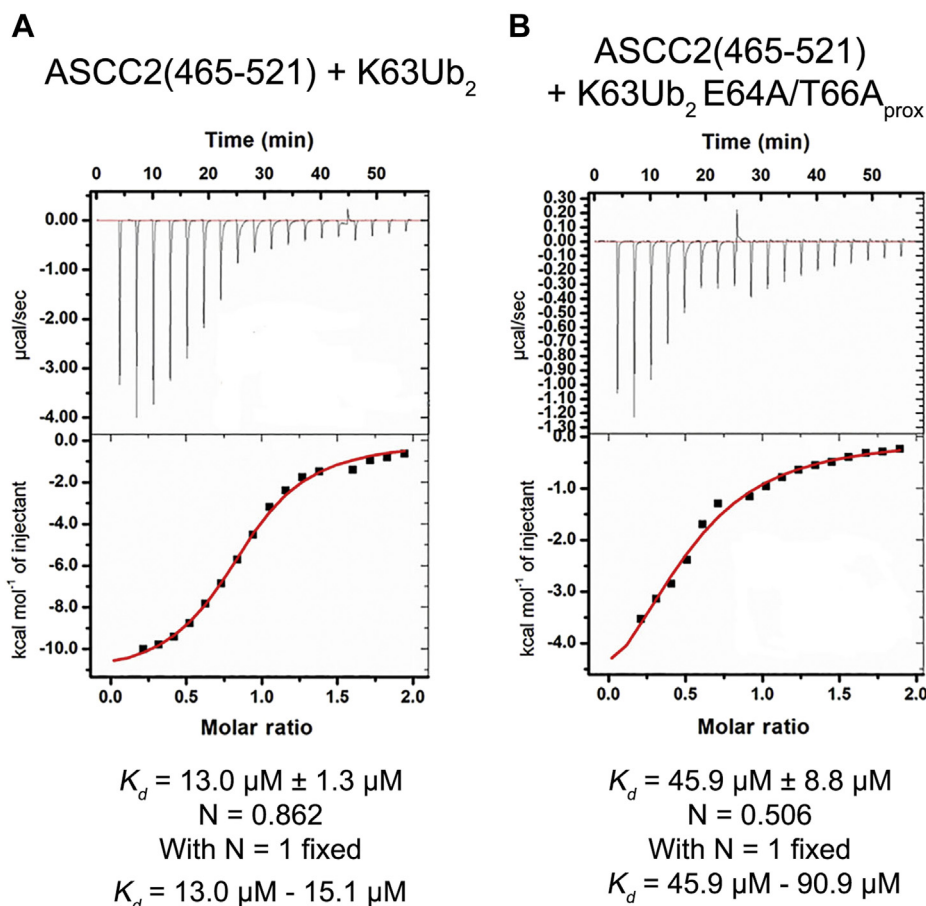 A
ASCC2(465-521) + K63Ub2
Time (min)
0 10 20 30 40 50
0.00
-1.00
-2.00
-3.00
-4.00
µcal/sec
0.0
-2.0
-4.0
-6.0
-8.0
-10.0
kcal mol-1 of injectant
0.0 0.5 1.0 1.5 2.0
Molar ratio
Kd = 13.0 µM ± 1.3 µM
N = 0.862
With N = 1 fixed
Kd = 13.0 µM - 15.1 µM
B
ASCC2(465-521)
+ K63Ub2 E64A/T66Aprox
Time (min)
0 10 20 30 40 50
0.30
0.20
0.10
0.00
-0.10
-0.20
-0.30
-0.40
-0.50
-0.60
-0.70
-0.80
-0.90
-1.00
-1.10
-1.20
-1.30
µcal/sec
0.0
-1.0
-2.0
-3.0
-4.0
kcal mol-1 of injectant
0.0 0.5 1.0 1.5 2.0
Molar ratio
Kd = 45.9 µM ± 8.8 µM
N = 0.506
With N = 1 fixed
Kd = 45.9 µM - 90.9 µM